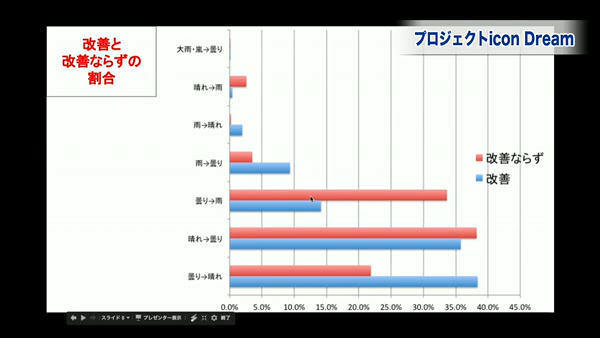 プロジェクトicon Dream
改善と
改善ならずの
割合
大雨・嵐→曇り
晴れ→雨
雨→晴れ
雨→曇り
曇り→雨
晴れ→曇り
曇り→晴れ
改善ならず
改善
0.0% 5.0% 10.0% 15.0% 20.0% 25.0% 30.0% 35.0% 40.0% 45.0%
スライド 8 プレゼンター表示 : 終了